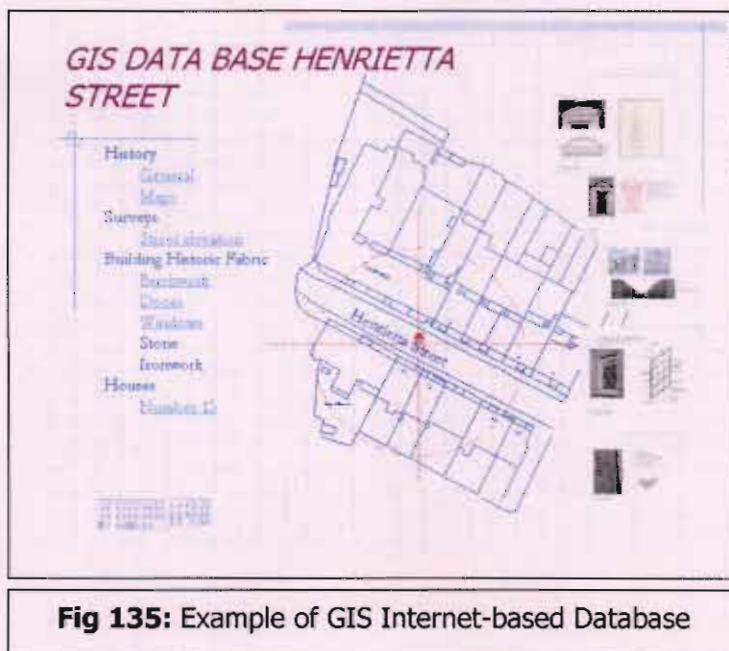 GIS DATA BASE HENRIETTA
STREET
History
General
Maps
Surveys
Street elevation
Building Historic Fabric
Brickwork
Doors
Windows
Stone
Ironwork
Houses
Number 13
Henrietta Street
Fig 135: Example of GIS Internet-based Database